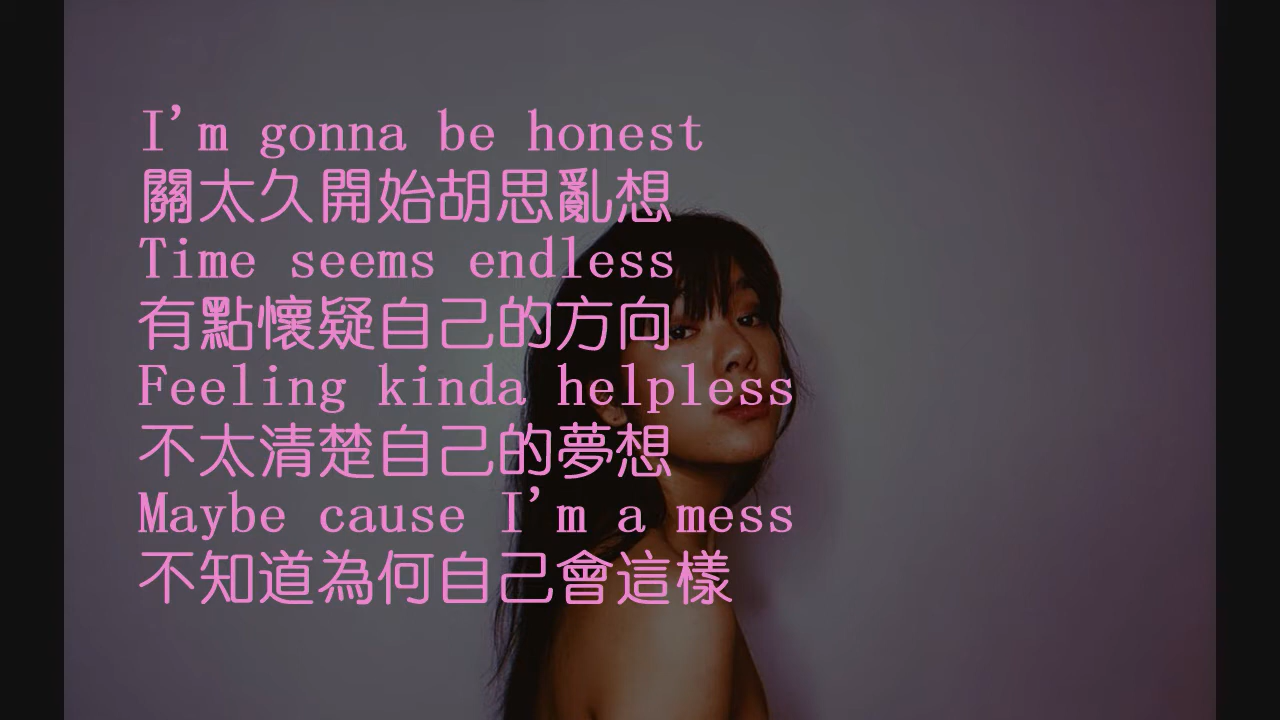 I'm gonna be honest
關太久開始胡思亂想
Time seems endless
有點懷疑自己的方向
Feeling kinda helpless
不太清楚自己的夢想
Maybe cause I'm a mess
不知道為何自己會這樣